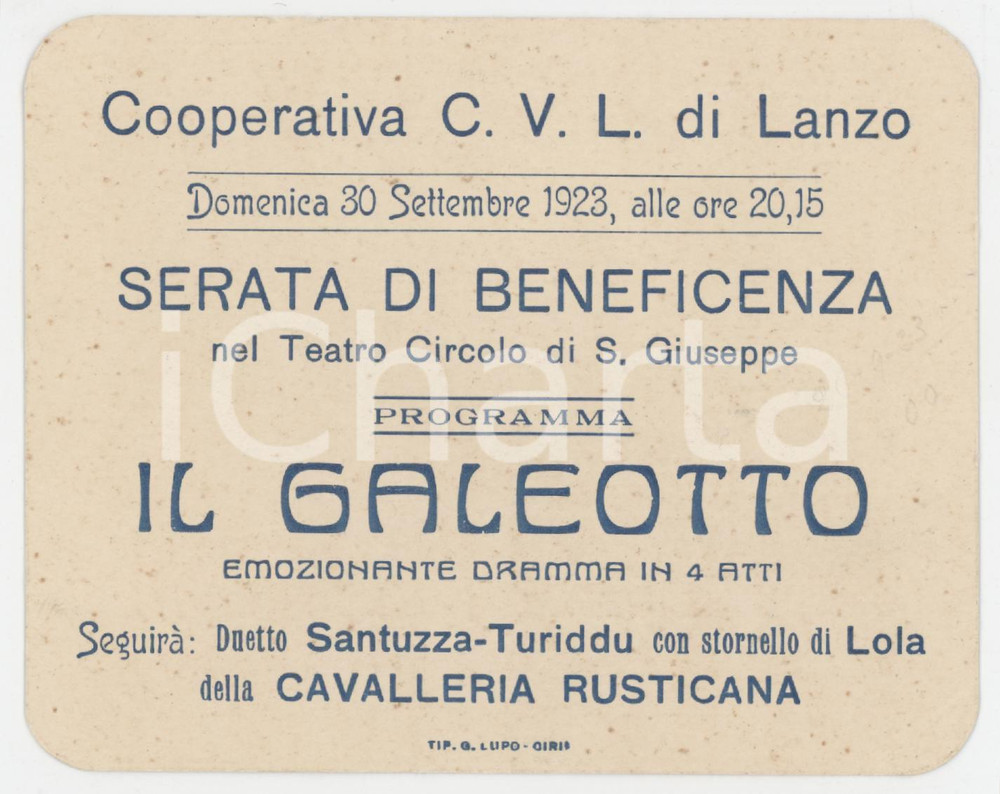 Cooperativa C. V. L. di Lanzo
Domenica 30 Settembre 1923, alle ore 20,15
SERATA DI BENEFICENZA
nel Teatro Circolo di S. Giuseppe
iCharta
PROGRAMMA
IL GALEOTTO
EMOZIONANTE DRAMMA IN 4 ATTI
Seguirà: Duetto Santuzza-Turiddu con stornello di Lola
della CAVALLERIA RUSTICANA
TIP. G. LUPO - CIRIÈ